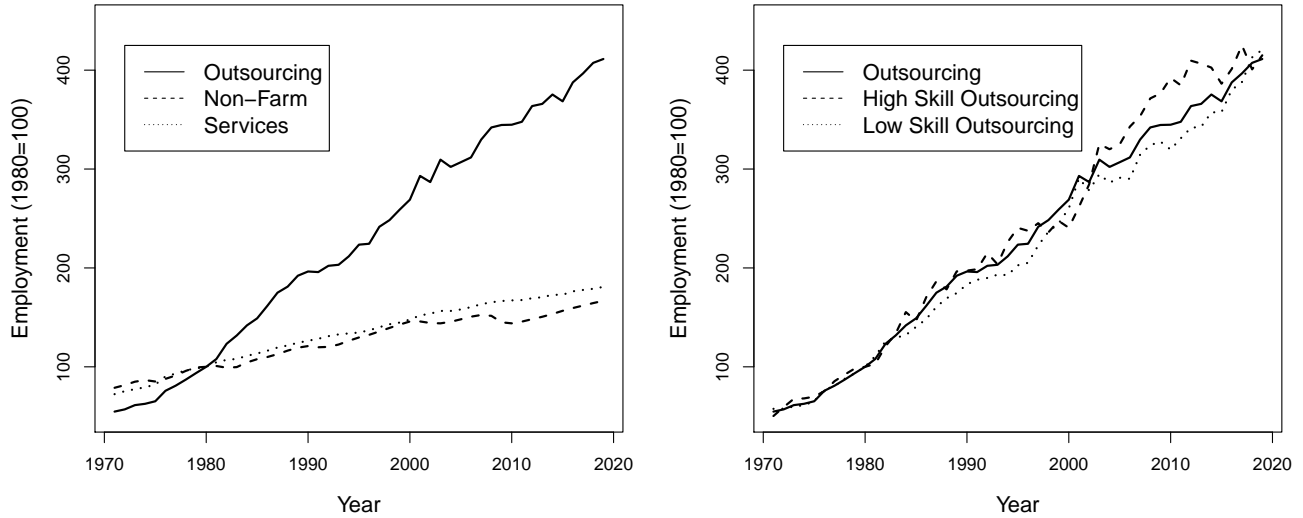 Outsourcing
Non−Farm
Services
Employment (1980=100)
100
200
300
400
1970
1980
1990
2000
2010
2020
Year
Outsourcing
High Skill Outsourcing
Low Skill Outsourcing
Employment (1980=100)
100
200
300
400
1970
1980
1990
2000
2010
2020
Year